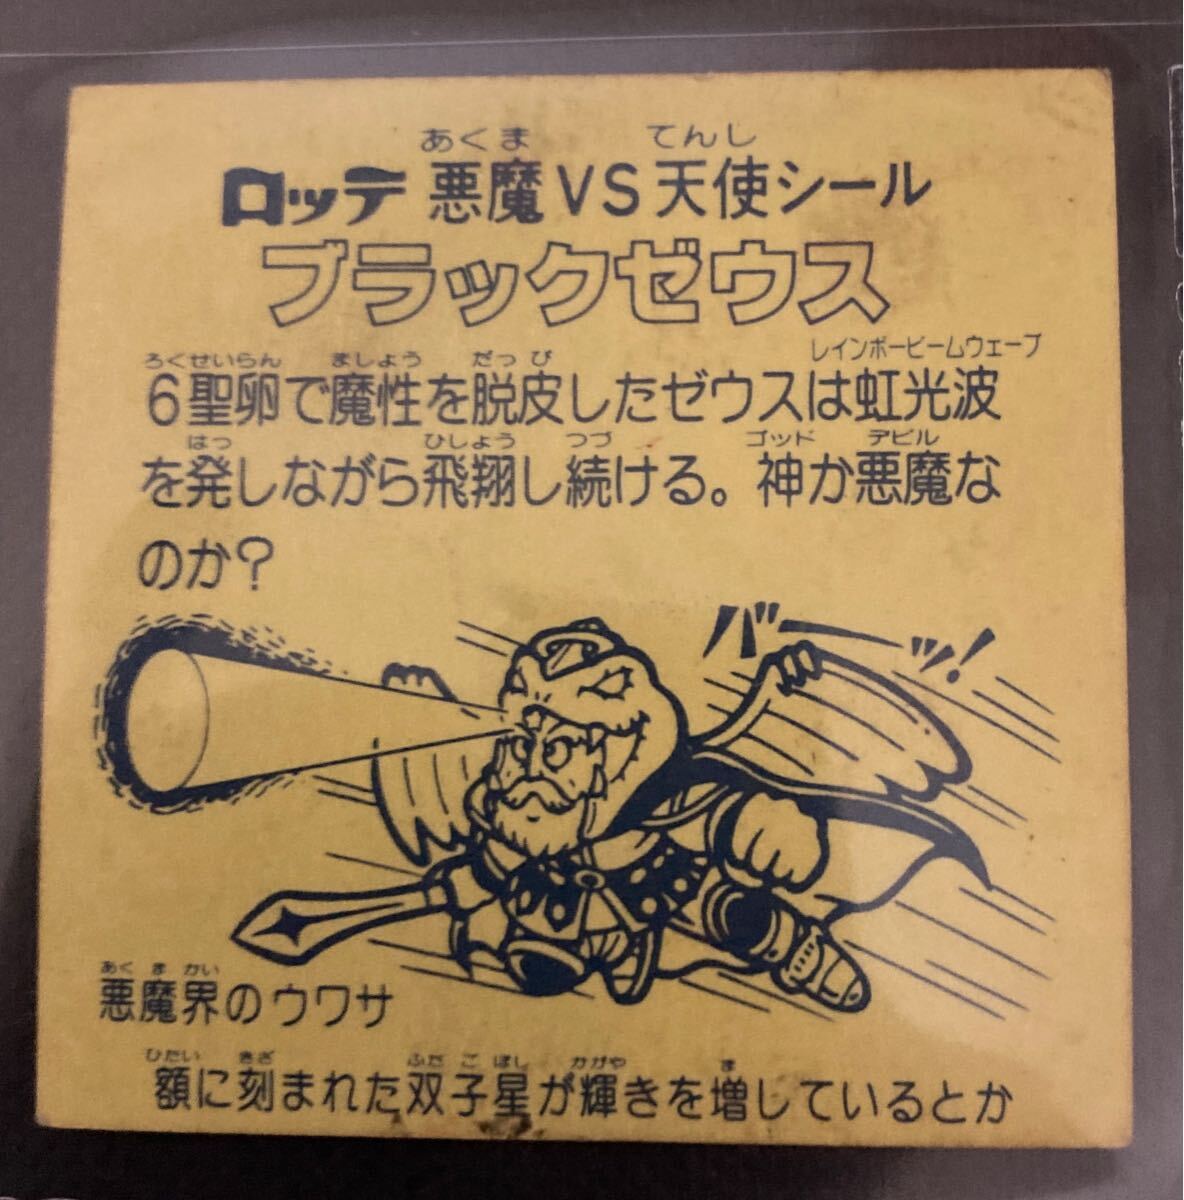 あくま てんし
ロッテ 悪魔VS天使シール
ブラックゼウス
ろくせいらん ましょう だっぴ レインボービームウェーブ
6聖卵で魔性を脱皮したゼウスは虹光波
はつ ひしょう つづ ゴッド デビル
を発しながら飛翔し続ける。神か悪魔な
のか?
バーッ!
あくまかい
悪魔界のウワサ
ひたい きざ ふたごぼし かがや ま
額に刻まれた双子星が輝きを増しているとか